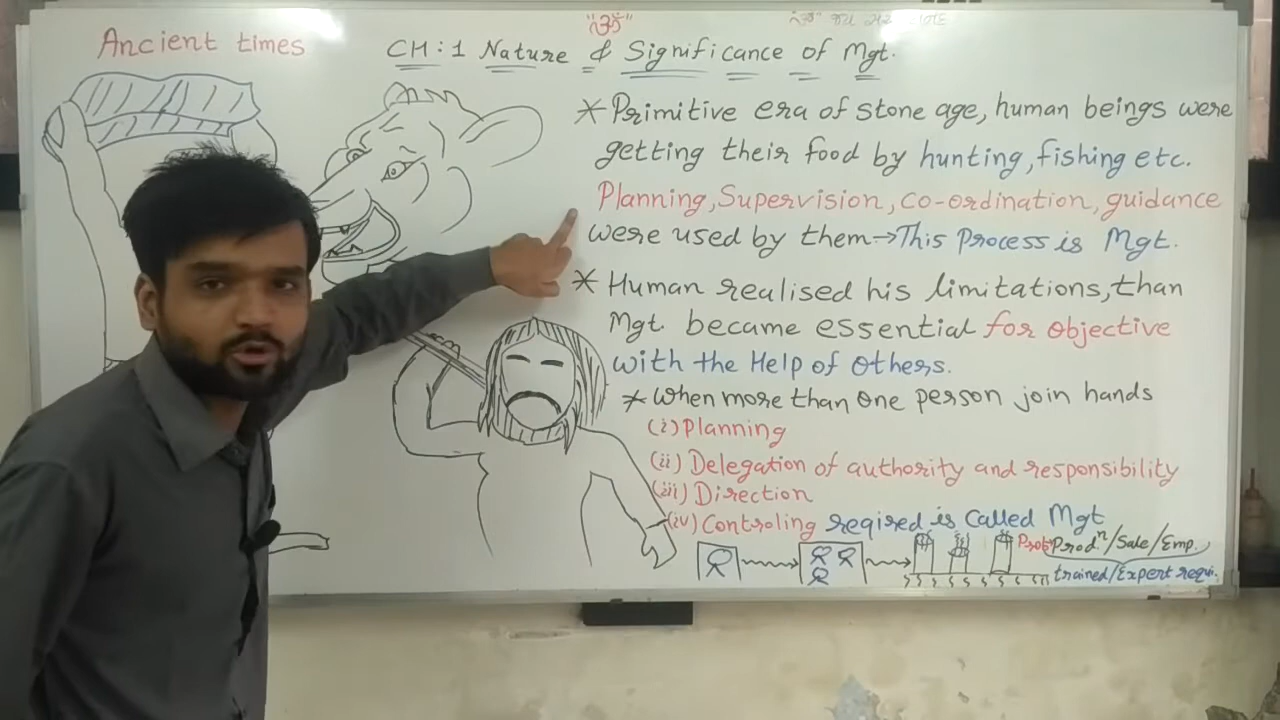 "ૐ"
Ancient times
CH:1 Nature & Significance of Mgt.
* Primitive era of stone age, human beings were
getting their food by hunting, fishing etc.
Planning, Supervision, co-ordination, guidance
were used by them→This Process is Mgt.
* Human realised his limitations, than
Mgt. became essential for objective
with the Help of Others.
* When more than One person join hands
(i) Planning
(ii) Delegation of authority and responsibility
(iii) Direction
(iv) Controling reqired is Called Mgt
Prodⁿ/Sale/Emp.
trained/Expert requi.